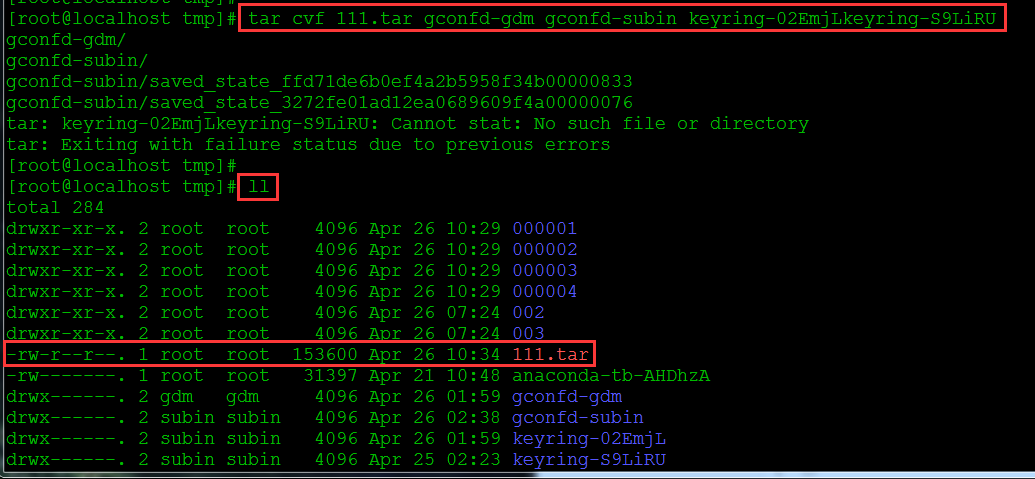 [root@localhost tmp]# tar cvf 111.tar gconfd-gdm gconfd-subin keyring-02EmjLkeyring-S9LiRU
gconfd-gdm/
gconfd-subin/
gconfd-subin/saved_state_ffd71de6b0ef4a2b5958f34b00000833
gconfd-subin/saved_state_3272fe01ad12ea0689609f4a00000076
tar: keyring-02EmjLkeyring-S9LiRU: Cannot stat: No such file or directory
tar: Exiting with failure status due to previous errors
[root@localhost tmp]#
[root@localhost tmp]# ll
total 284
drwxr-xr-x. 2 root  root    4096 Apr 26 10:29 000001
drwxr-xr-x. 2 root  root    4096 Apr 26 10:29 000002
drwxr-xr-x. 2 root  root    4096 Apr 26 10:29 000003
drwxr-xr-x. 2 root  root    4096 Apr 26 10:29 000004
drwxr-xr-x. 2 root  root    4096 Apr 26 07:24 002
drwxr-xr-x. 2 root  root    4096 Apr 26 07:24 003
-rw-r--r--. 1 root  root  153600 Apr 26 10:34 111.tar
-rw-------. 1 root  root   31397 Apr 21 10:48 anaconda-tb-AHDhzA
drwx------. 2 gdm   gdm     4096 Apr 26 01:59 gconfd-gdm
drwx------. 2 subin subin   4096 Apr 26 02:38 gconfd-subin
drwx------. 2 subin subin   4096 Apr 26 01:59 keyring-02EmjL
drwx------. 2 subin subin   4096 Apr 25 02:23 keyring-S9LiRU